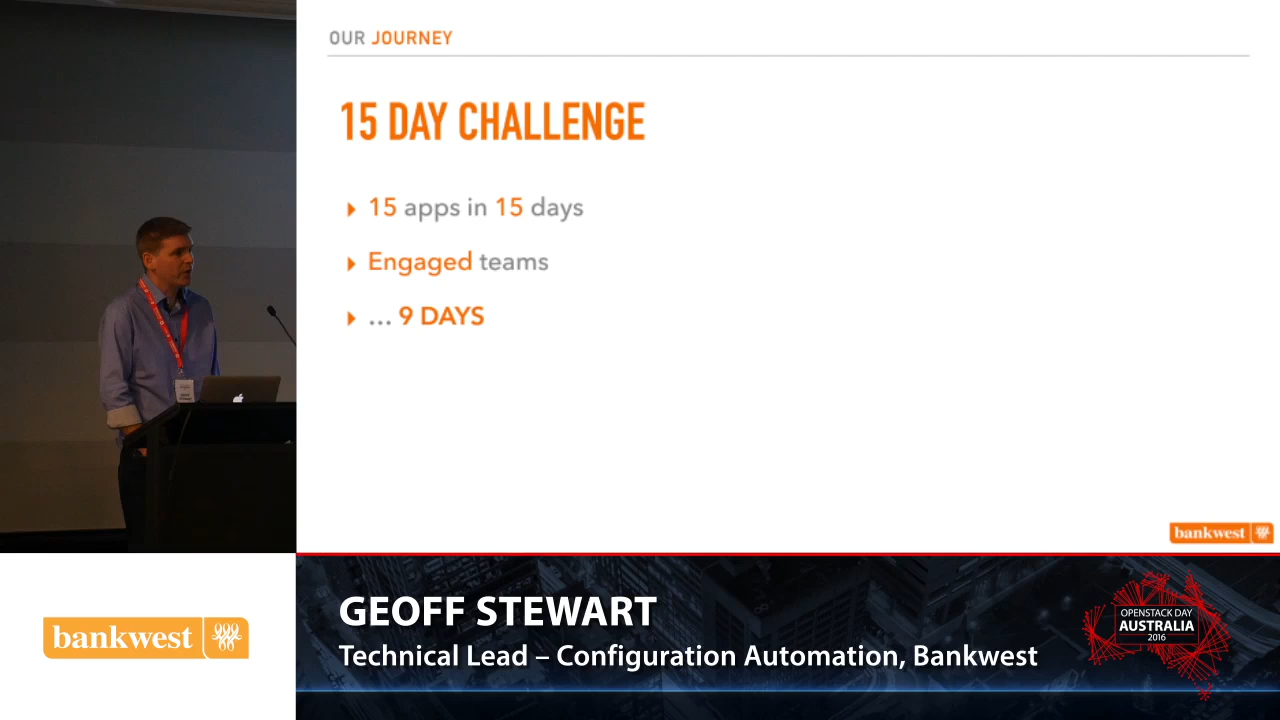 OUR JOURNEY
15 DAY CHALLENGE
15 apps in 15 days
Engaged teams
... 9 DAYS
bankwest
bankwest
GEOFF STEWART
Technical Lead – Configuration Automation, Bankwest
OPENSTACK DAY
AUSTRALIA
2016